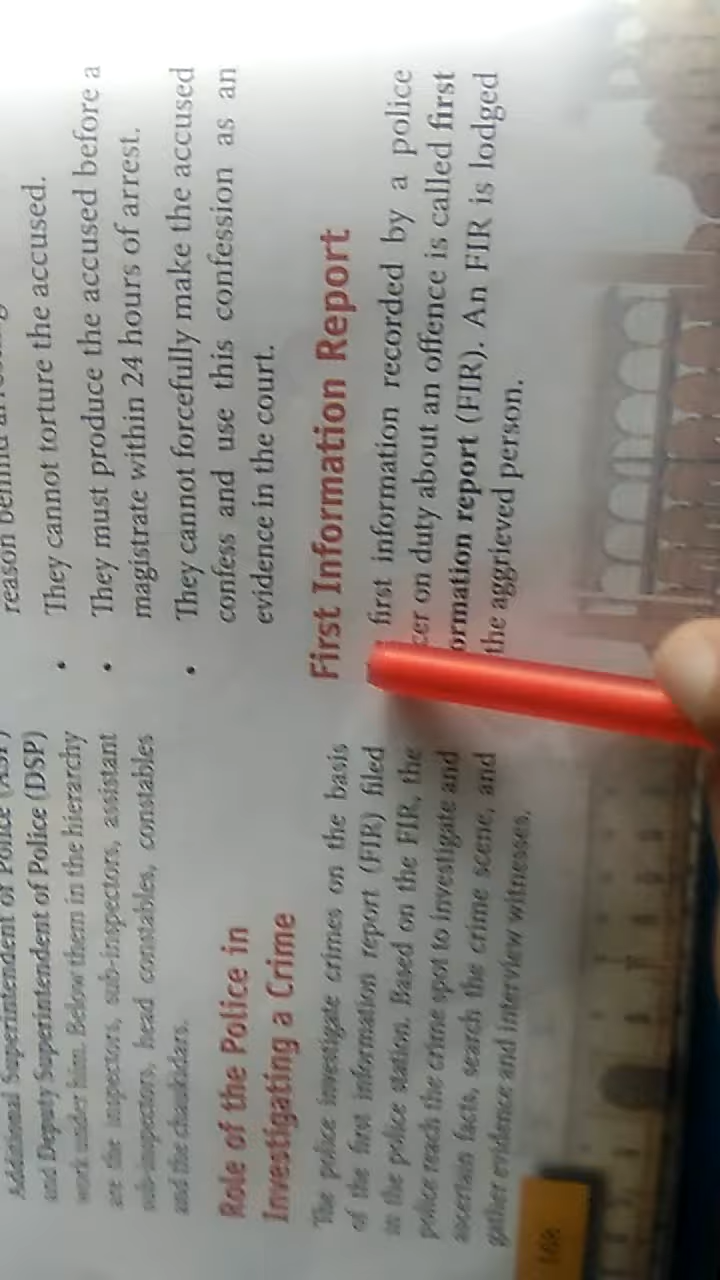 Additional Superintendent of Police (ASP)
and Deputy Superintendent of Police (DSP)
work under him. Below them in the hierarchy
are the inspectors, sub-inspectors, assistant
sub-inspectors, head constables, constables
and the chaukidars.
Role of the Police in
Investigating a Crime
The police investigate crimes on the basis
of the first information report (FIR) filed
in the police station. Based on the FIR, the
police reach the crime spot to investigate and
ascertain facts, search the crime scene, and
gather evidence and interview witnesses.
168
reason behind
• They cannot torture the accused.
• They must produce the accused before a
magistrate within 24 hours of arrest.
• They cannot forcefully make the accused
confess and use this confession as an
evidence in the court.
First Information Report
first information recorded by a police
cer on duty about an offence is called first
ormation report (FIR). An FIR is lodged
the aggrieved person.